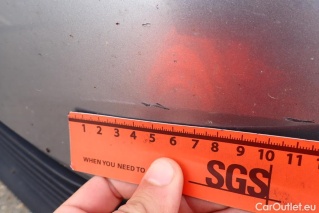 1 2 3 4 5 6 7 8 9 10 11
WHEN YOU NEED TO
SGS
CarOutlet.eu